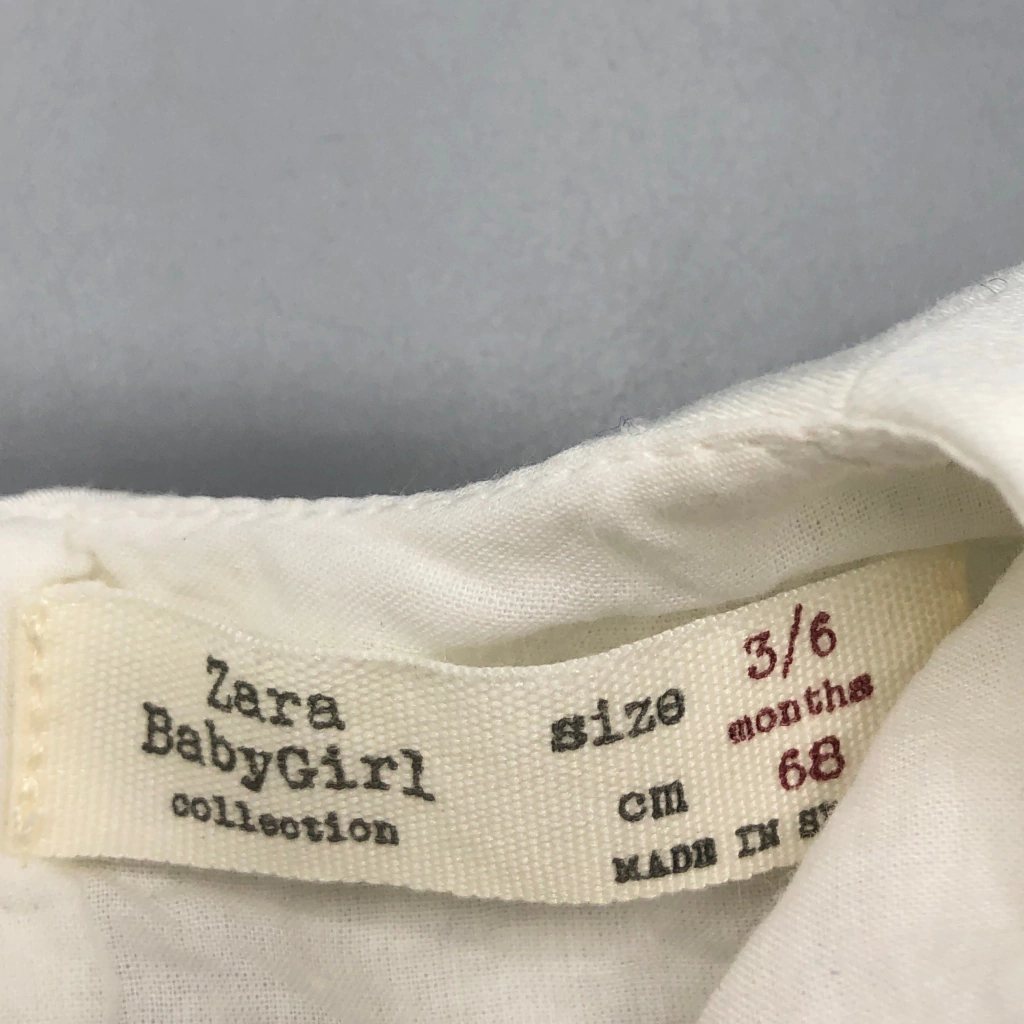 Zara
BabyGirl
collection
size 3/6
months
cm 68
MADE IN